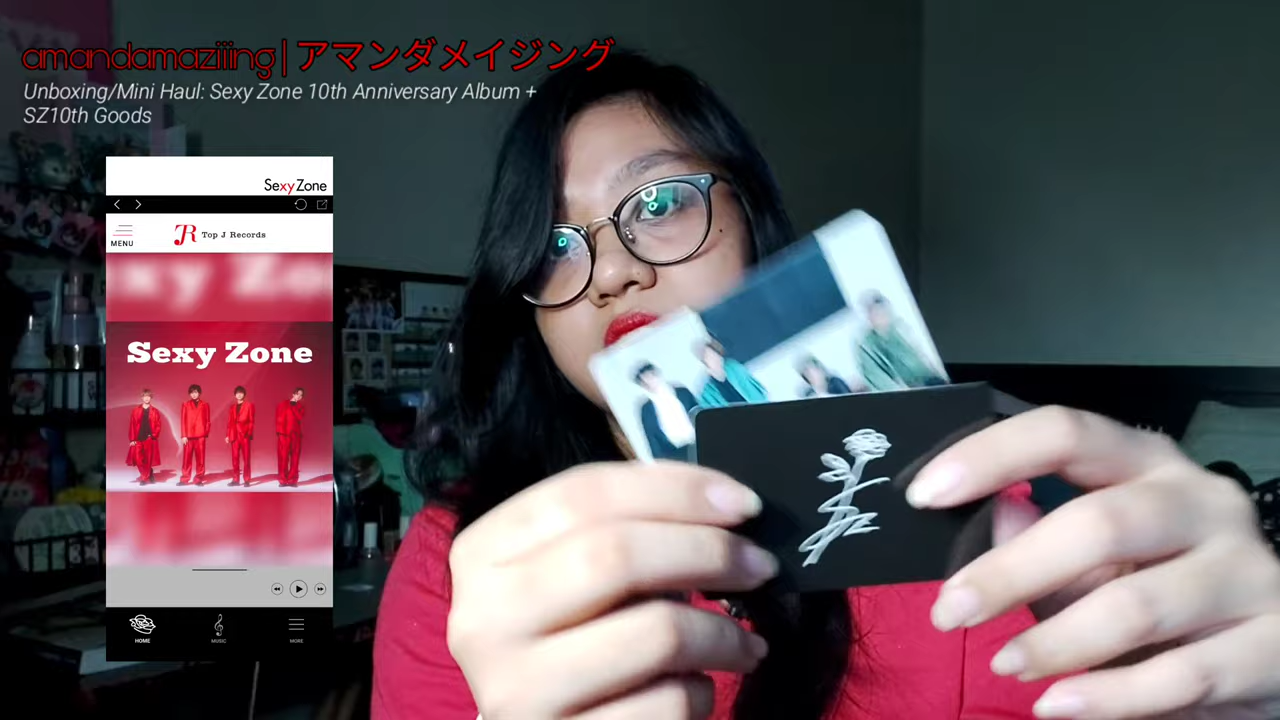 amandamaziiing | アマンダメイジング
Unboxing/Mini Haul: Sexy Zone 10th Anniversary Album +
SZ10th Goods
Sexy Zone
MENU
JR Top J Records
Sexy Zone
HOME
MUSIC
MORE